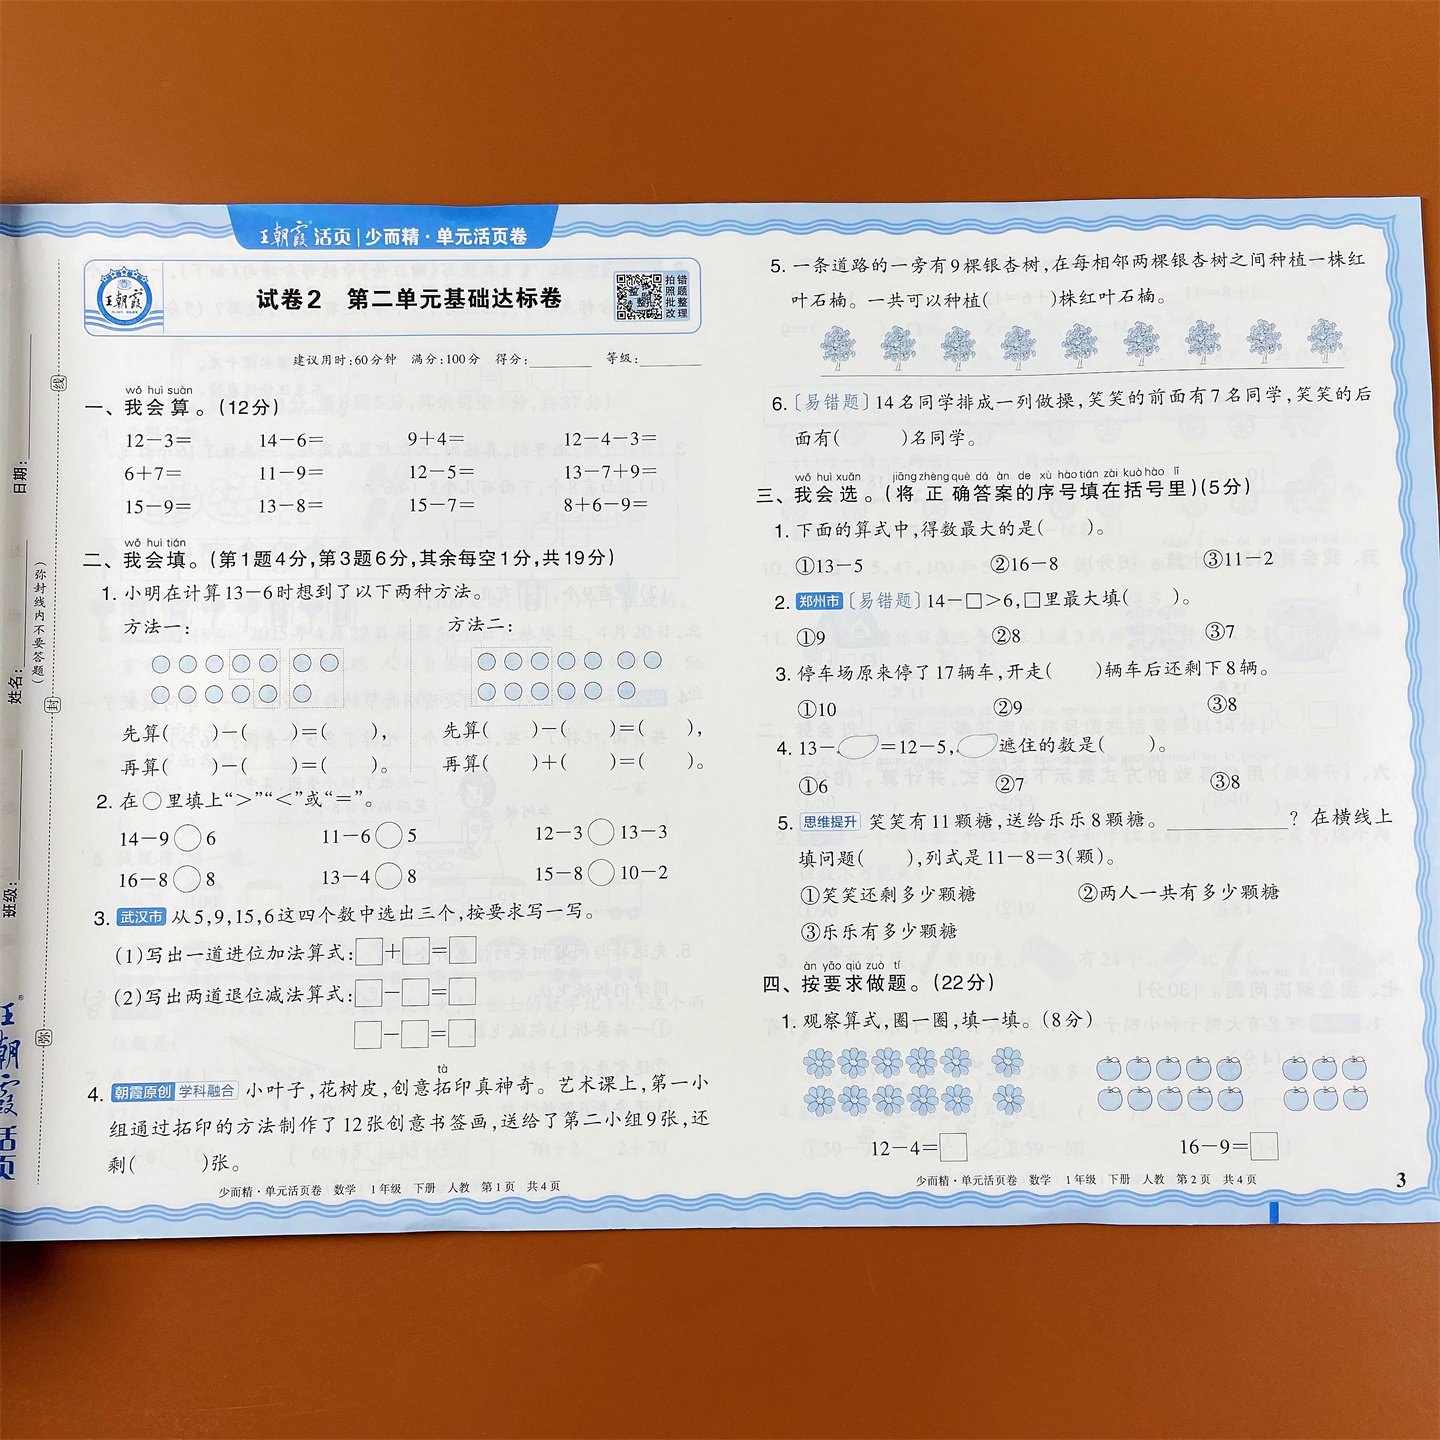 王朝霞®活页|少而精·单元活页卷
王朝霞
试卷2 第二单元基础达标卷
拍照批改
错题整理
建议用时:60分钟 满分:100分 得分:________ 等级:________
wǒ huì suàn
一、我会算。(12分)
12－3＝ 14－6＝ 9＋4＝ 12－4－3＝
6＋7＝ 11－9＝ 12－5＝ 13－7＋9＝
15－9＝ 13－8＝ 15－7＝ 8＋6－9＝
wǒ huì tián
二、我会填。(第1题4分,第3题6分,其余每空1分,共19分)
1. 小明在计算13－6时想到了以下两种方法。
方法一: 方法二:
先算( )－( )＝( ), 先算( )－( )＝( ),
再算( )－( )＝( )。 再算( )＋( )＝( )。
2. 在○里填上“>”“<”或“＝”。
14－9○6 11－6○5 12－3○13－3
16－8○8 13－4○8 15－8○10－2
3. 武汉市 从5,9,15,6这四个数中选出三个,按要求写一写。
(1)写出一道进位加法算式:□＋□＝□
(2)写出两道退位减法算式:□－□＝□
□－□＝□
tà
4. 朝霞原创 学科融合 小叶子,花树皮,创意拓印真神奇。艺术课上,第一小
组通过拓印的方法制作了12张创意书签画,送给了第二小组9张,还
剩( )张。
少而精·单元活页卷 数学 1年级 下册 人教 第1页 共4页
日期:
姓名:
班级:
(弥封线内不要答题)
线
封
弥
王朝霞®活页
5. 一条道路的一旁有9棵银杏树,在每相邻两棵银杏树之间种植一株红
叶石楠。一共可以种植( )株红叶石楠。
6.〔易错题〕14名同学排成一列做操,笑笑的前面有7名同学,笑笑的后
面有( )名同学。
wǒ huì xuǎn jiāng zhèng què dá àn de xù hào tián zài kuò hào lǐ
三、我会选。(将正确答案的序号填在括号里)(5分)
1. 下面的算式中,得数最大的是( )。
①13－5 ②16－8 ③11－2
2. 郑州市〔易错题〕14－□>6,□里最大填( )。
①9 ②8 ③7
3. 停车场原来停了17辆车,开走( )辆车后还剩下8辆。
①10 ②9 ③8
4. 13－ ＝12－5, 遮住的数是( )。
①6 ②7 ③8
5. 思维提升 笑笑有11颗糖,送给乐乐8颗糖。__________? 在横线上
填问题( ),列式是11－8＝3(颗)。
①笑笑还剩多少颗糖 ②两人一共有多少颗糖
③乐乐有多少颗糖
àn yāo qiú zuò tí
四、按要求做题。(22分)
1. 观察算式,圈一圈,填一填。(8分)
12－4＝□ 16－9＝□
少而精·单元活页卷 数学 1年级 下册 人教 第2页 共4页
3